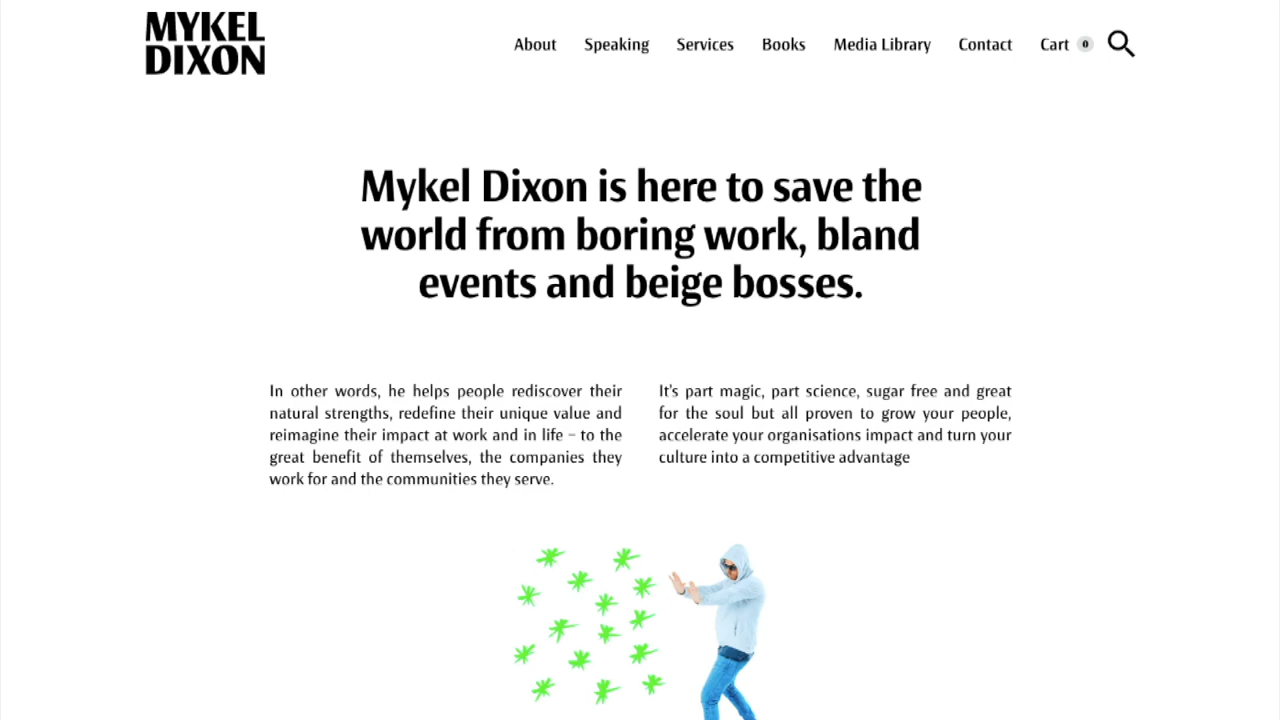 MYKEL
DIXON
About Speaking Services Books Media Library Contact Cart 0
Mykel Dixon is here to save the
world from boring work, bland
events and beige bosses.
In other words, he helps people rediscover their
natural strengths, redefine their unique value and
reimagine their impact at work and in life – to the
great benefit of themselves, the companies they
work for and the communities they serve.
It's part magic, part science, sugar free and great
for the soul but all proven to grow your people,
accelerate your organisations impact and turn your
culture into a competitive advantage